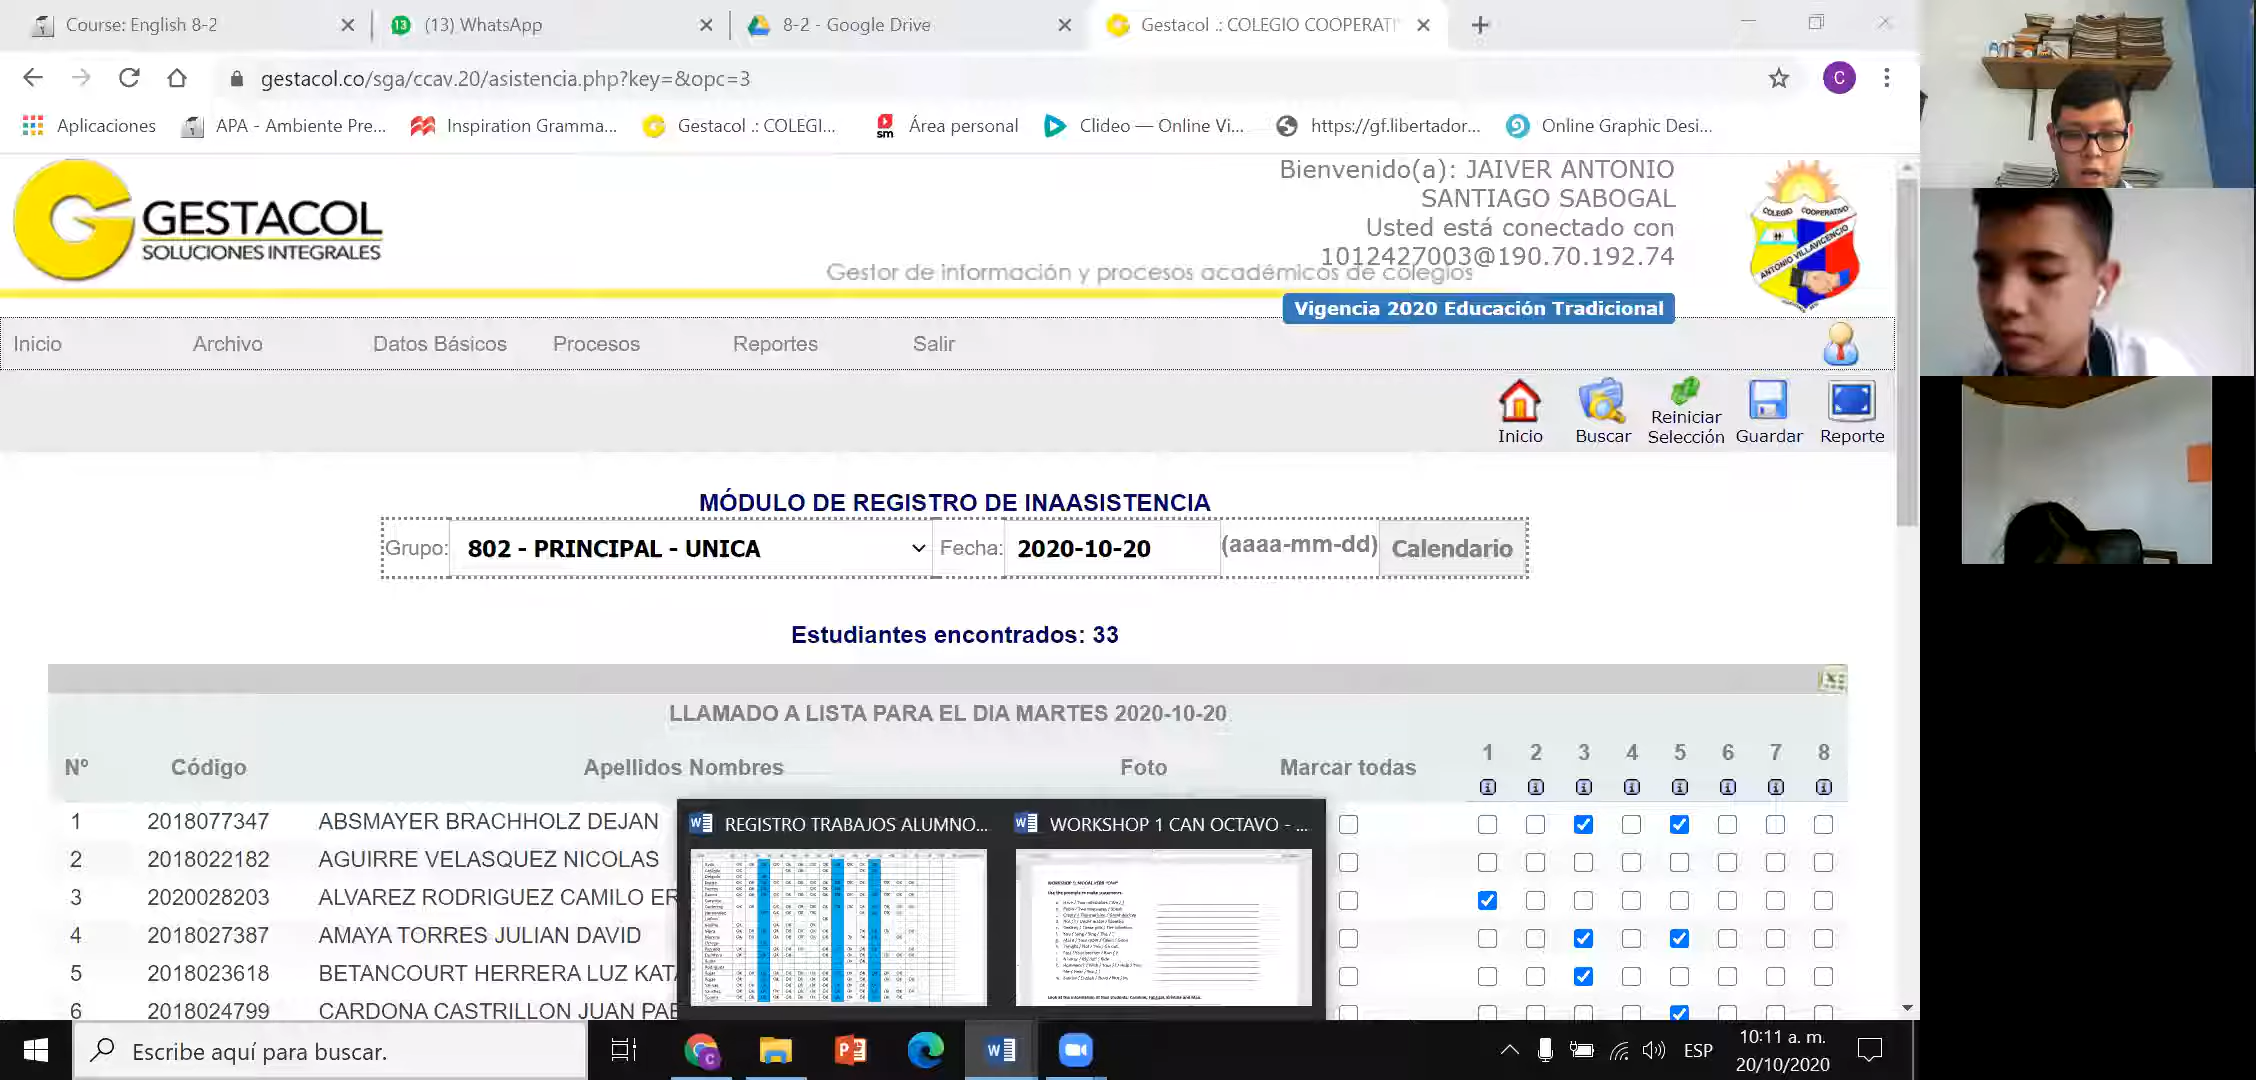 Course: English 8-2
(13) WhatsApp
8-2 - Google Drive
Gestacol .: COLEGIO COOPERATI
gestacol.co/sga/ccav.20/asistencia.php?key=&opc=3
C
Aplicaciones
APA - Ambiente Pre...
Inspiration Gramma...
Gestacol .: COLEGI...
sm
Área personal
Clideo — Online Vi...
https://gf.libertador...
Online Graphic Desi...
GESTACOL
SOLUCIONES INTEGRALES
Bienvenido(a): JAIVER ANTONIO
SANTIAGO SABOGAL
Usted está conectado con
1012427003@190.70.192.74
Gestor de información y procesos académicos de colegios
Vigencia 2020 Educación Tradicional
COLEGIO COOPERATIVO
ANTONIO VILLAVICENCIO
Inicio Archivo Datos Básicos Procesos Reportes Salir
Inicio
Buscar
Reiniciar
Selección
Guardar
Reporte
MÓDULO DE REGISTRO DE INAASISTENCIA
Grupo: 802 - PRINCIPAL - UNICA Fecha: 2020-10-20 (aaaa-mm-dd) Calendario
Estudiantes encontrados: 33
LLAMADO A LISTA PARA EL DIA MARTES 2020-10-20
Nº Código Apellidos Nombres Foto Marcar todas 1 2 3 4 5 6 7 8
1 2018077347 ABSMAYER BRACHHOLZ DEJAN
2 2018022182 AGUIRRE VELASQUEZ NICOLAS
3 2020028203 ALVAREZ RODRIGUEZ CAMILO ER
4 2018027387 AMAYA TORRES JULIAN DAVID
5 2018023618 BETANCOURT HERRERA LUZ KATA
6 2018024799 CARDONA CASTRILLON JUAN PAB
REGISTRO TRABAJOS ALUMNO...
WORKSHOP 1 CAN OCTAVO - ...
Escribe aquí para buscar.
ESP
10:11 a. m.
20/10/2020